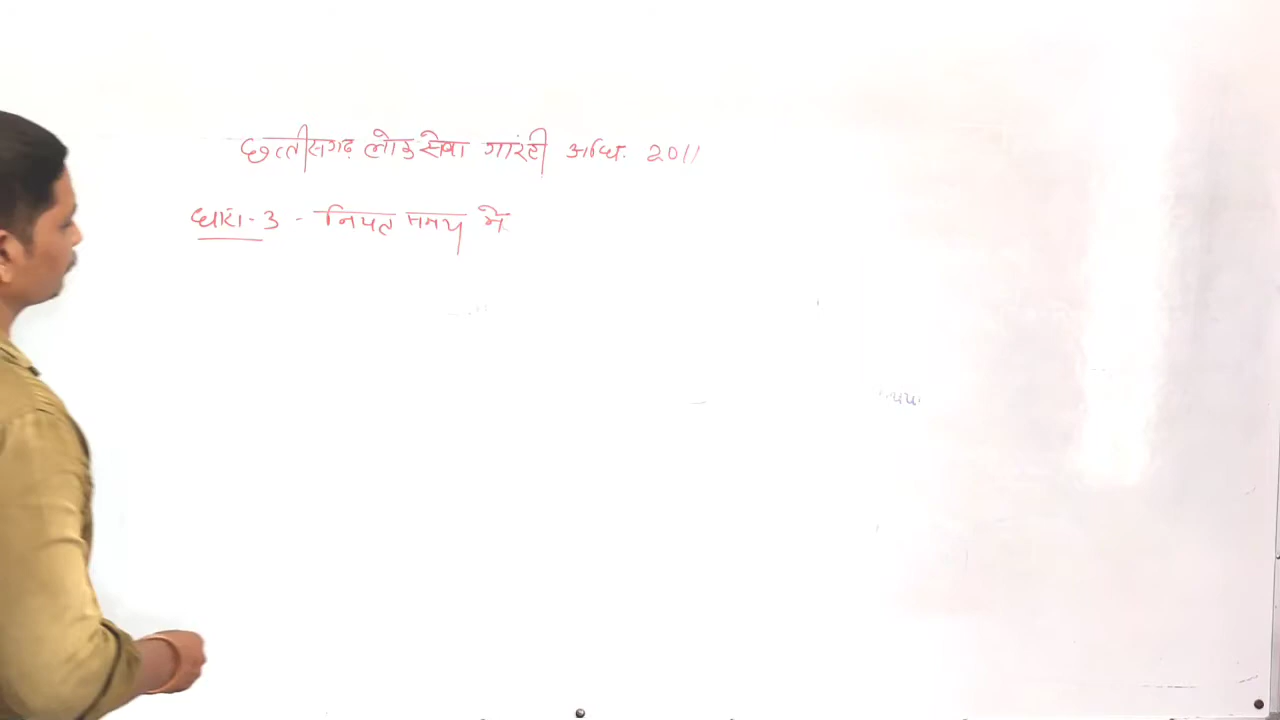 छत्तीसगढ़ लोक सेवा गारंटी अधि. 2011
धारा-3 - नियत समय में